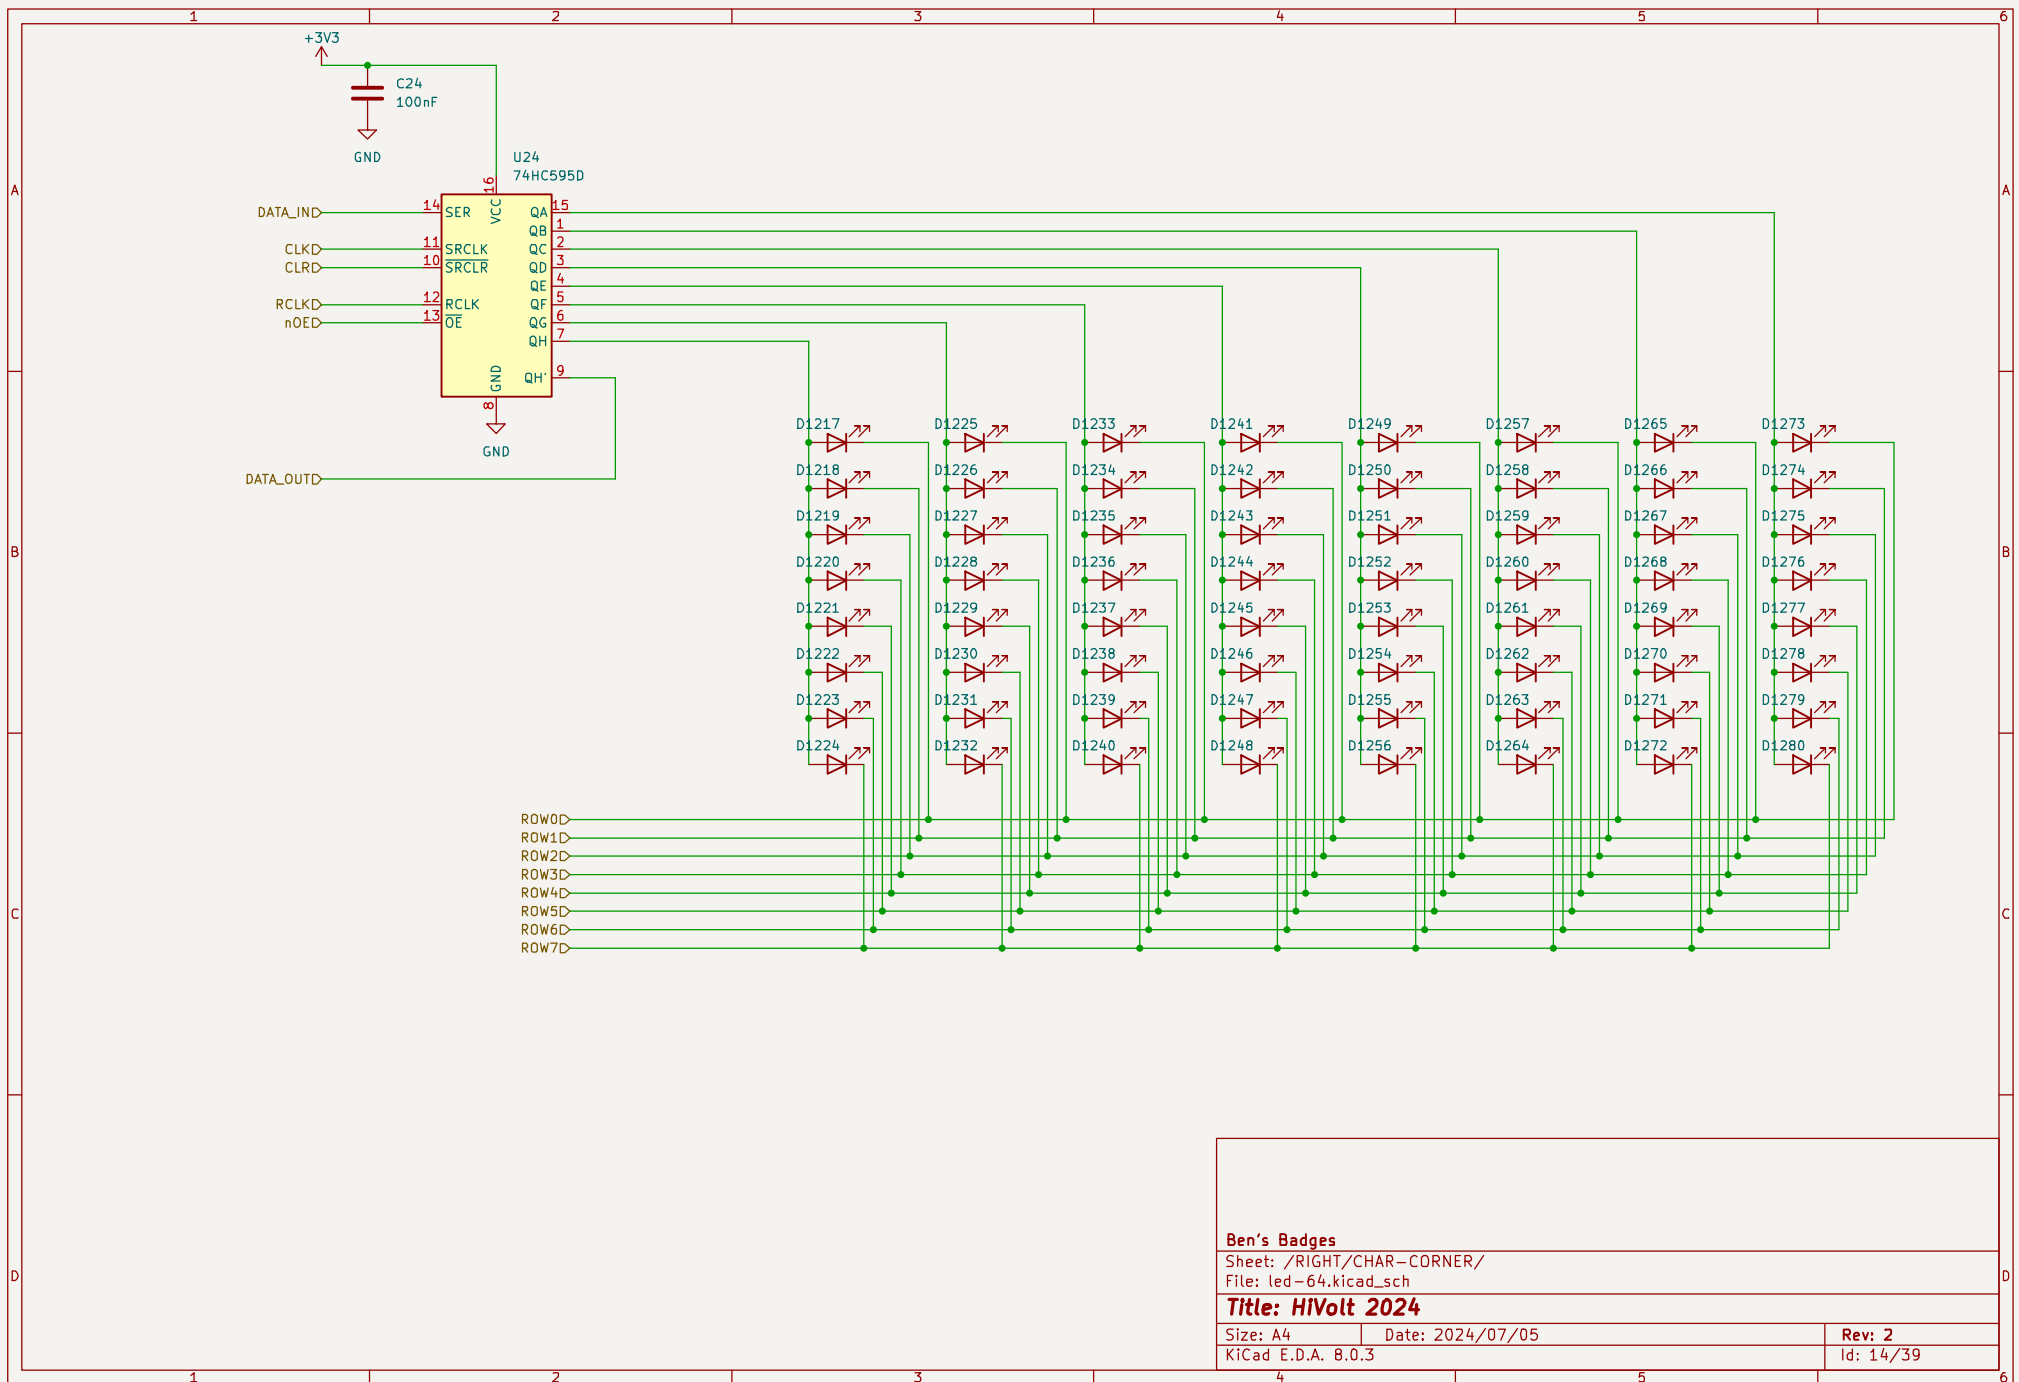 1 2 3 4 5 6
+3V3
C24
100nF
GND
U24
74HC595D
16
VCC
A A
DATA_IN 14 SER QA 15
QB 1
CLK 11 SRCLK QC 2
CLR 10 SRCLR QD 3
QE 4
RCLK 12 RCLK QF 5
nOE 13 OE QG 6
QH 7
GND QH' 9
8
GND
DATA_OUT
D1217 D1225 D1233 D1241 D1249 D1257 D1265 D1273
D1218 D1226 D1234 D1242 D1250 D1258 D1266 D1274
D1219 D1227 D1235 D1243 D1251 D1259 D1267 D1275
B B
D1220 D1228 D1236 D1244 D1252 D1260 D1268 D1276
D1221 D1229 D1237 D1245 D1253 D1261 D1269 D1277
D1222 D1230 D1238 D1246 D1254 D1262 D1270 D1278
D1223 D1231 D1239 D1247 D1255 D1263 D1271 D1279
D1224 D1232 D1240 D1248 D1256 D1264 D1272 D1280
ROW0
ROW1
ROW2
ROW3
ROW4
ROW5
ROW6
ROW7
C C
Ben's Badges
Sheet: /RIGHT/CHAR-CORNER/
File: led-64.kicad_sch
D D
Title: HiVolt 2024
Size: A4 Date: 2024/07/05 Rev: 2
KiCad E.D.A. 8.0.3 Id: 14/39
1 2 3 4 5 6